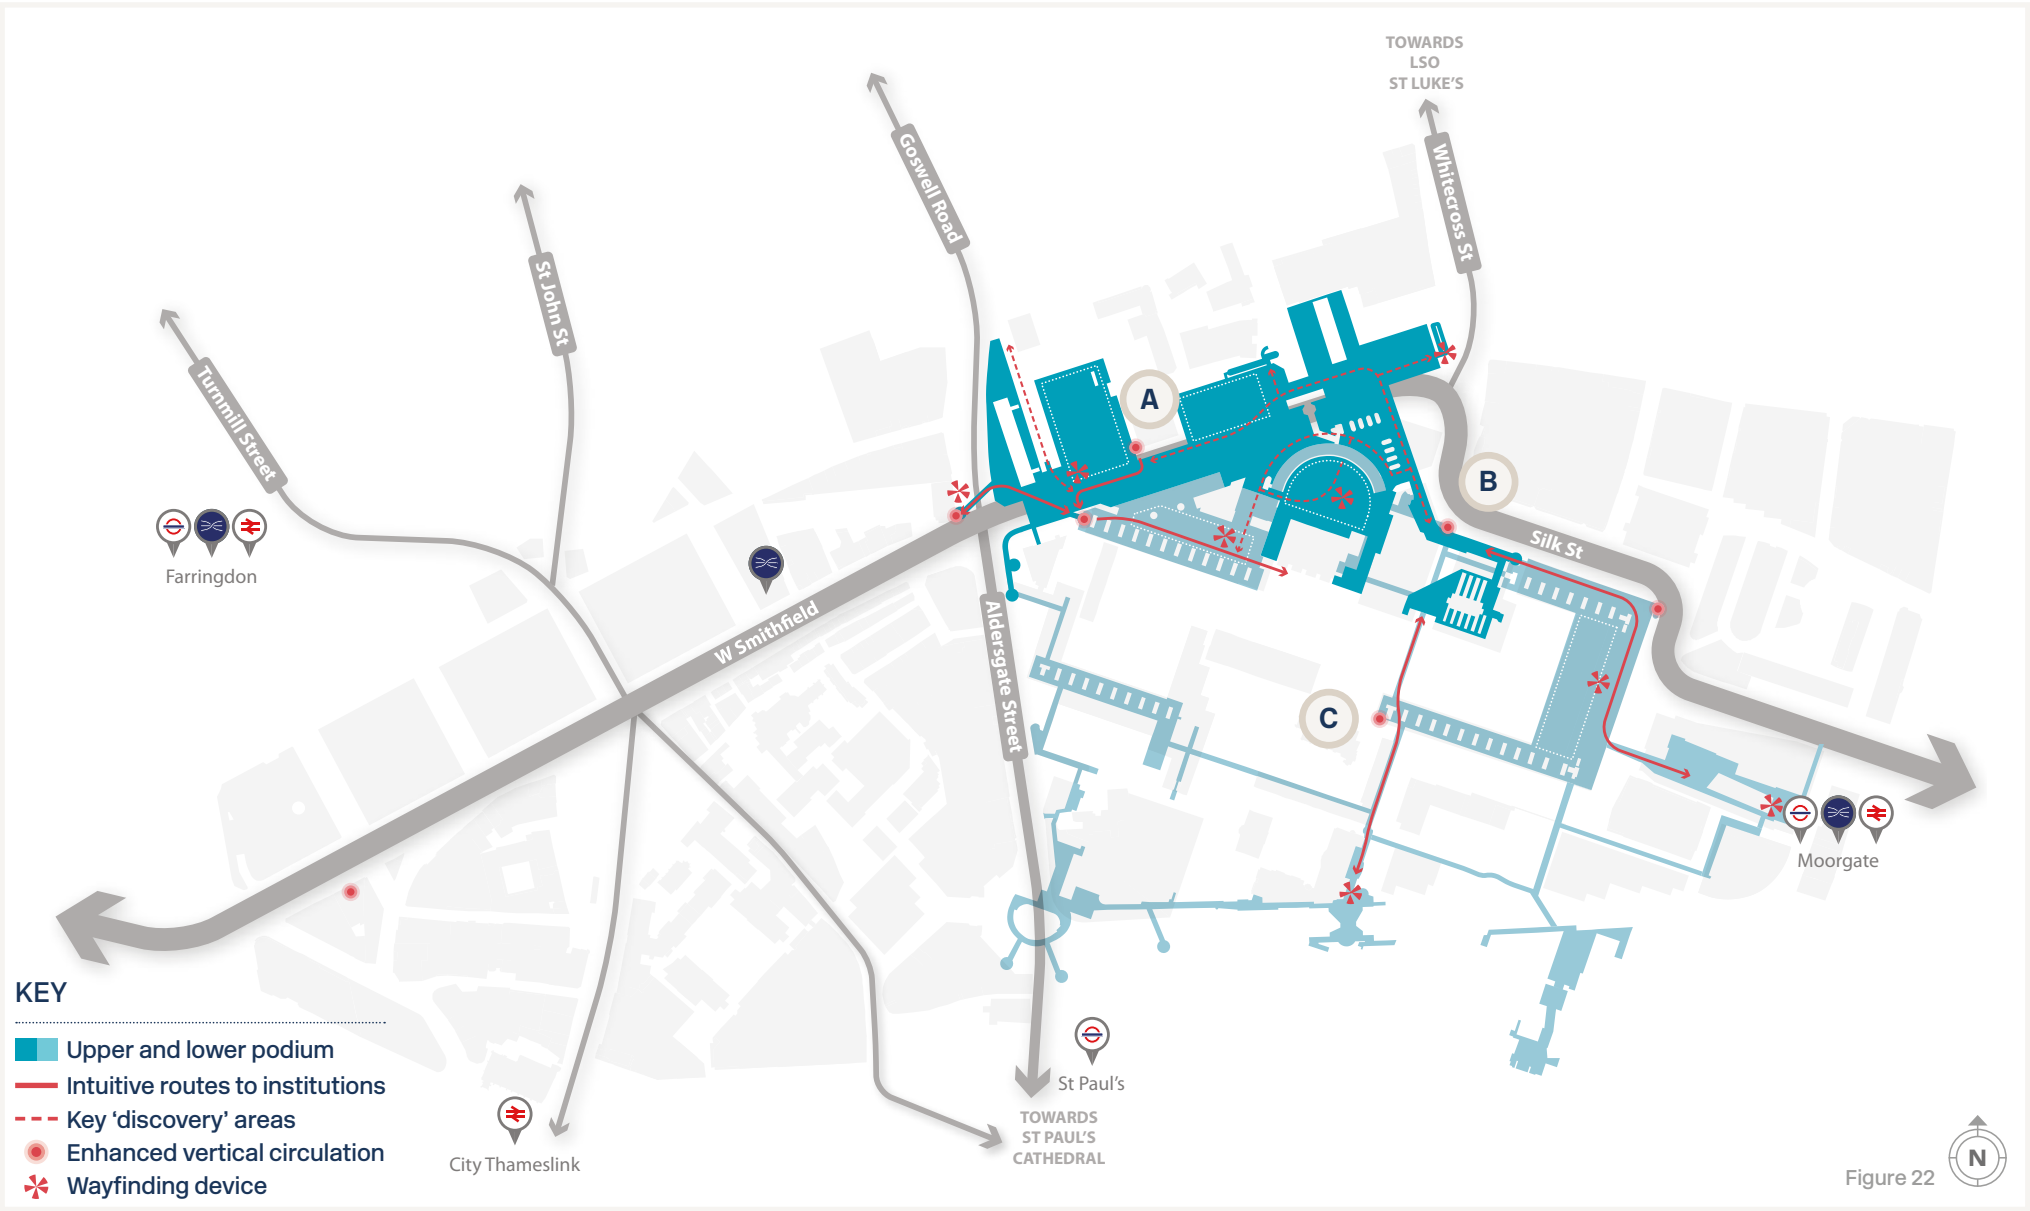 TOWARDS
LSO
ST LUKE'S
Goswell Road
Whitecross St
St John St
Turnmill Street
A
B
Farringdon
Silk St
W Smithfield
Aldersgate Street
C
Moorgate
KEY
Upper and lower podium
Intuitive routes to institutions
Key ‘discovery’ areas
Enhanced vertical circulation
Wayfinding device
City Thameslink
St Paul's
TOWARDS
ST PAUL'S
CATHEDRAL
N
Figure 22